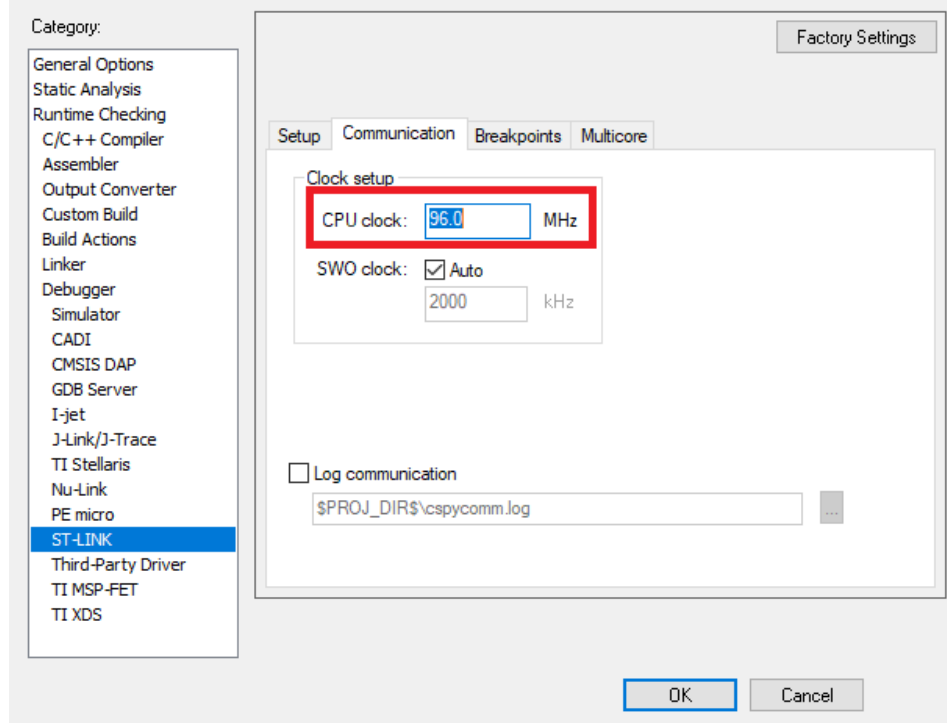 Category:
General Options
Static Analysis
Runtime Checking
C/C++ Compiler
Assembler
Output Converter
Custom Build
Build Actions
Linker
Debugger
Simulator
CADI
CMSIS DAP
GDB Server
I-jet
J-Link/J-Trace
TI Stellaris
Nu-Link
PE micro
ST-LINK
Third-Party Driver
TI MSP-FET
TI XDS
Factory Settings
Setup Communication Breakpoints Multicore
Clock setup
CPU clock: 96.0 MHz
SWO clock: Auto
2000 kHz
Log communication
$PROJ_DIR$\cspycomm.log ...
OK Cancel